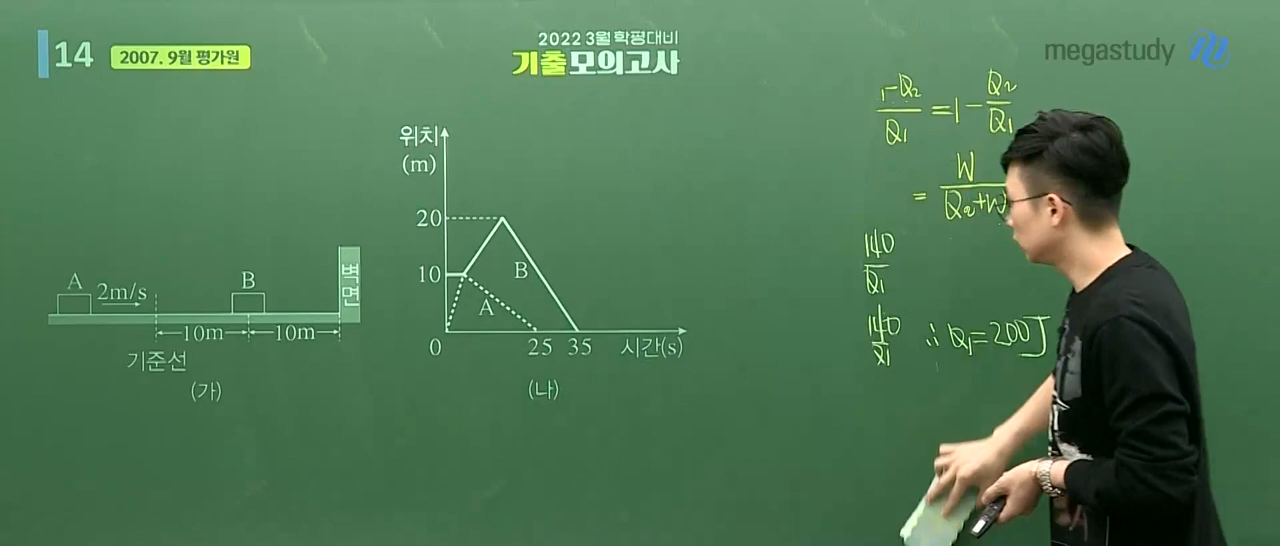 14 2007. 9월 평가원
2022 3월 학평대비
기출모의고사
megastudy
A 2m/s B 벽면
10m 10m
기준선
(가)
위치
(m)
20
10
B
A
0 25 35 시간(s)
(나)
1-Q₂/Q₁ = 1 - Q₂/Q₁
= W/Q₂+W
140/Q₁
140/Q₁ ∴ Q₁=200J